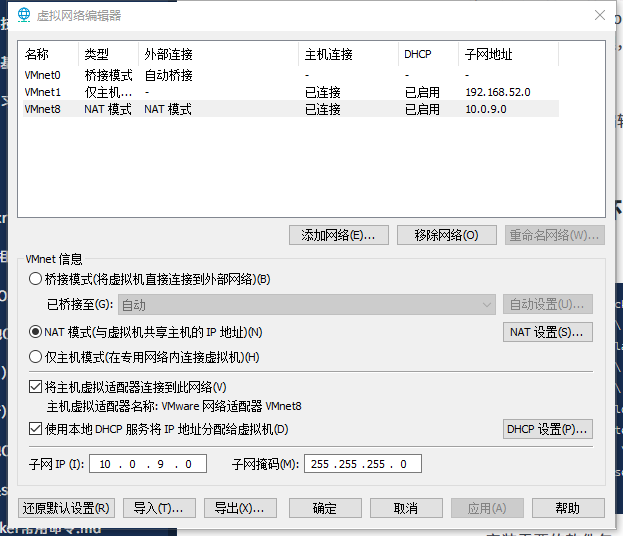 虚拟网络编辑器
名称 类型 外部连接 主机连接 DHCP 子网地址
VMnet0 桥接模式 自动桥接 - - -
VMnet1 仅主机... - 已连接 已启用 192.168.52.0
VMnet8 NAT 模式 NAT 模式 已连接 已启用 10.0.9.0
添加网络(E)... 移除网络(O) 重命名网络(W)...
VMnet 信息
桥接模式(将虚拟机直接连接到外部网络)(B)
已桥接至(G): 自动 自动设置(U)...
NAT 模式(与虚拟机共享主机的 IP 地址)(N) NAT 设置(S)...
仅主机模式(在专用网络内连接虚拟机)(H)
将主机虚拟适配器连接到此网络(V)
主机虚拟适配器名称: VMware 网络适配器 VMnet8
使用本地 DHCP 服务将 IP 地址分配给虚拟机(D) DHCP 设置(P)...
子网 IP (I): 10 . 0 . 9 . 0 子网掩码(M): 255 .255 .255 . 0
还原默认设置(R) 导入(T)... 导出(X)... 确定 取消 应用(A) 帮助